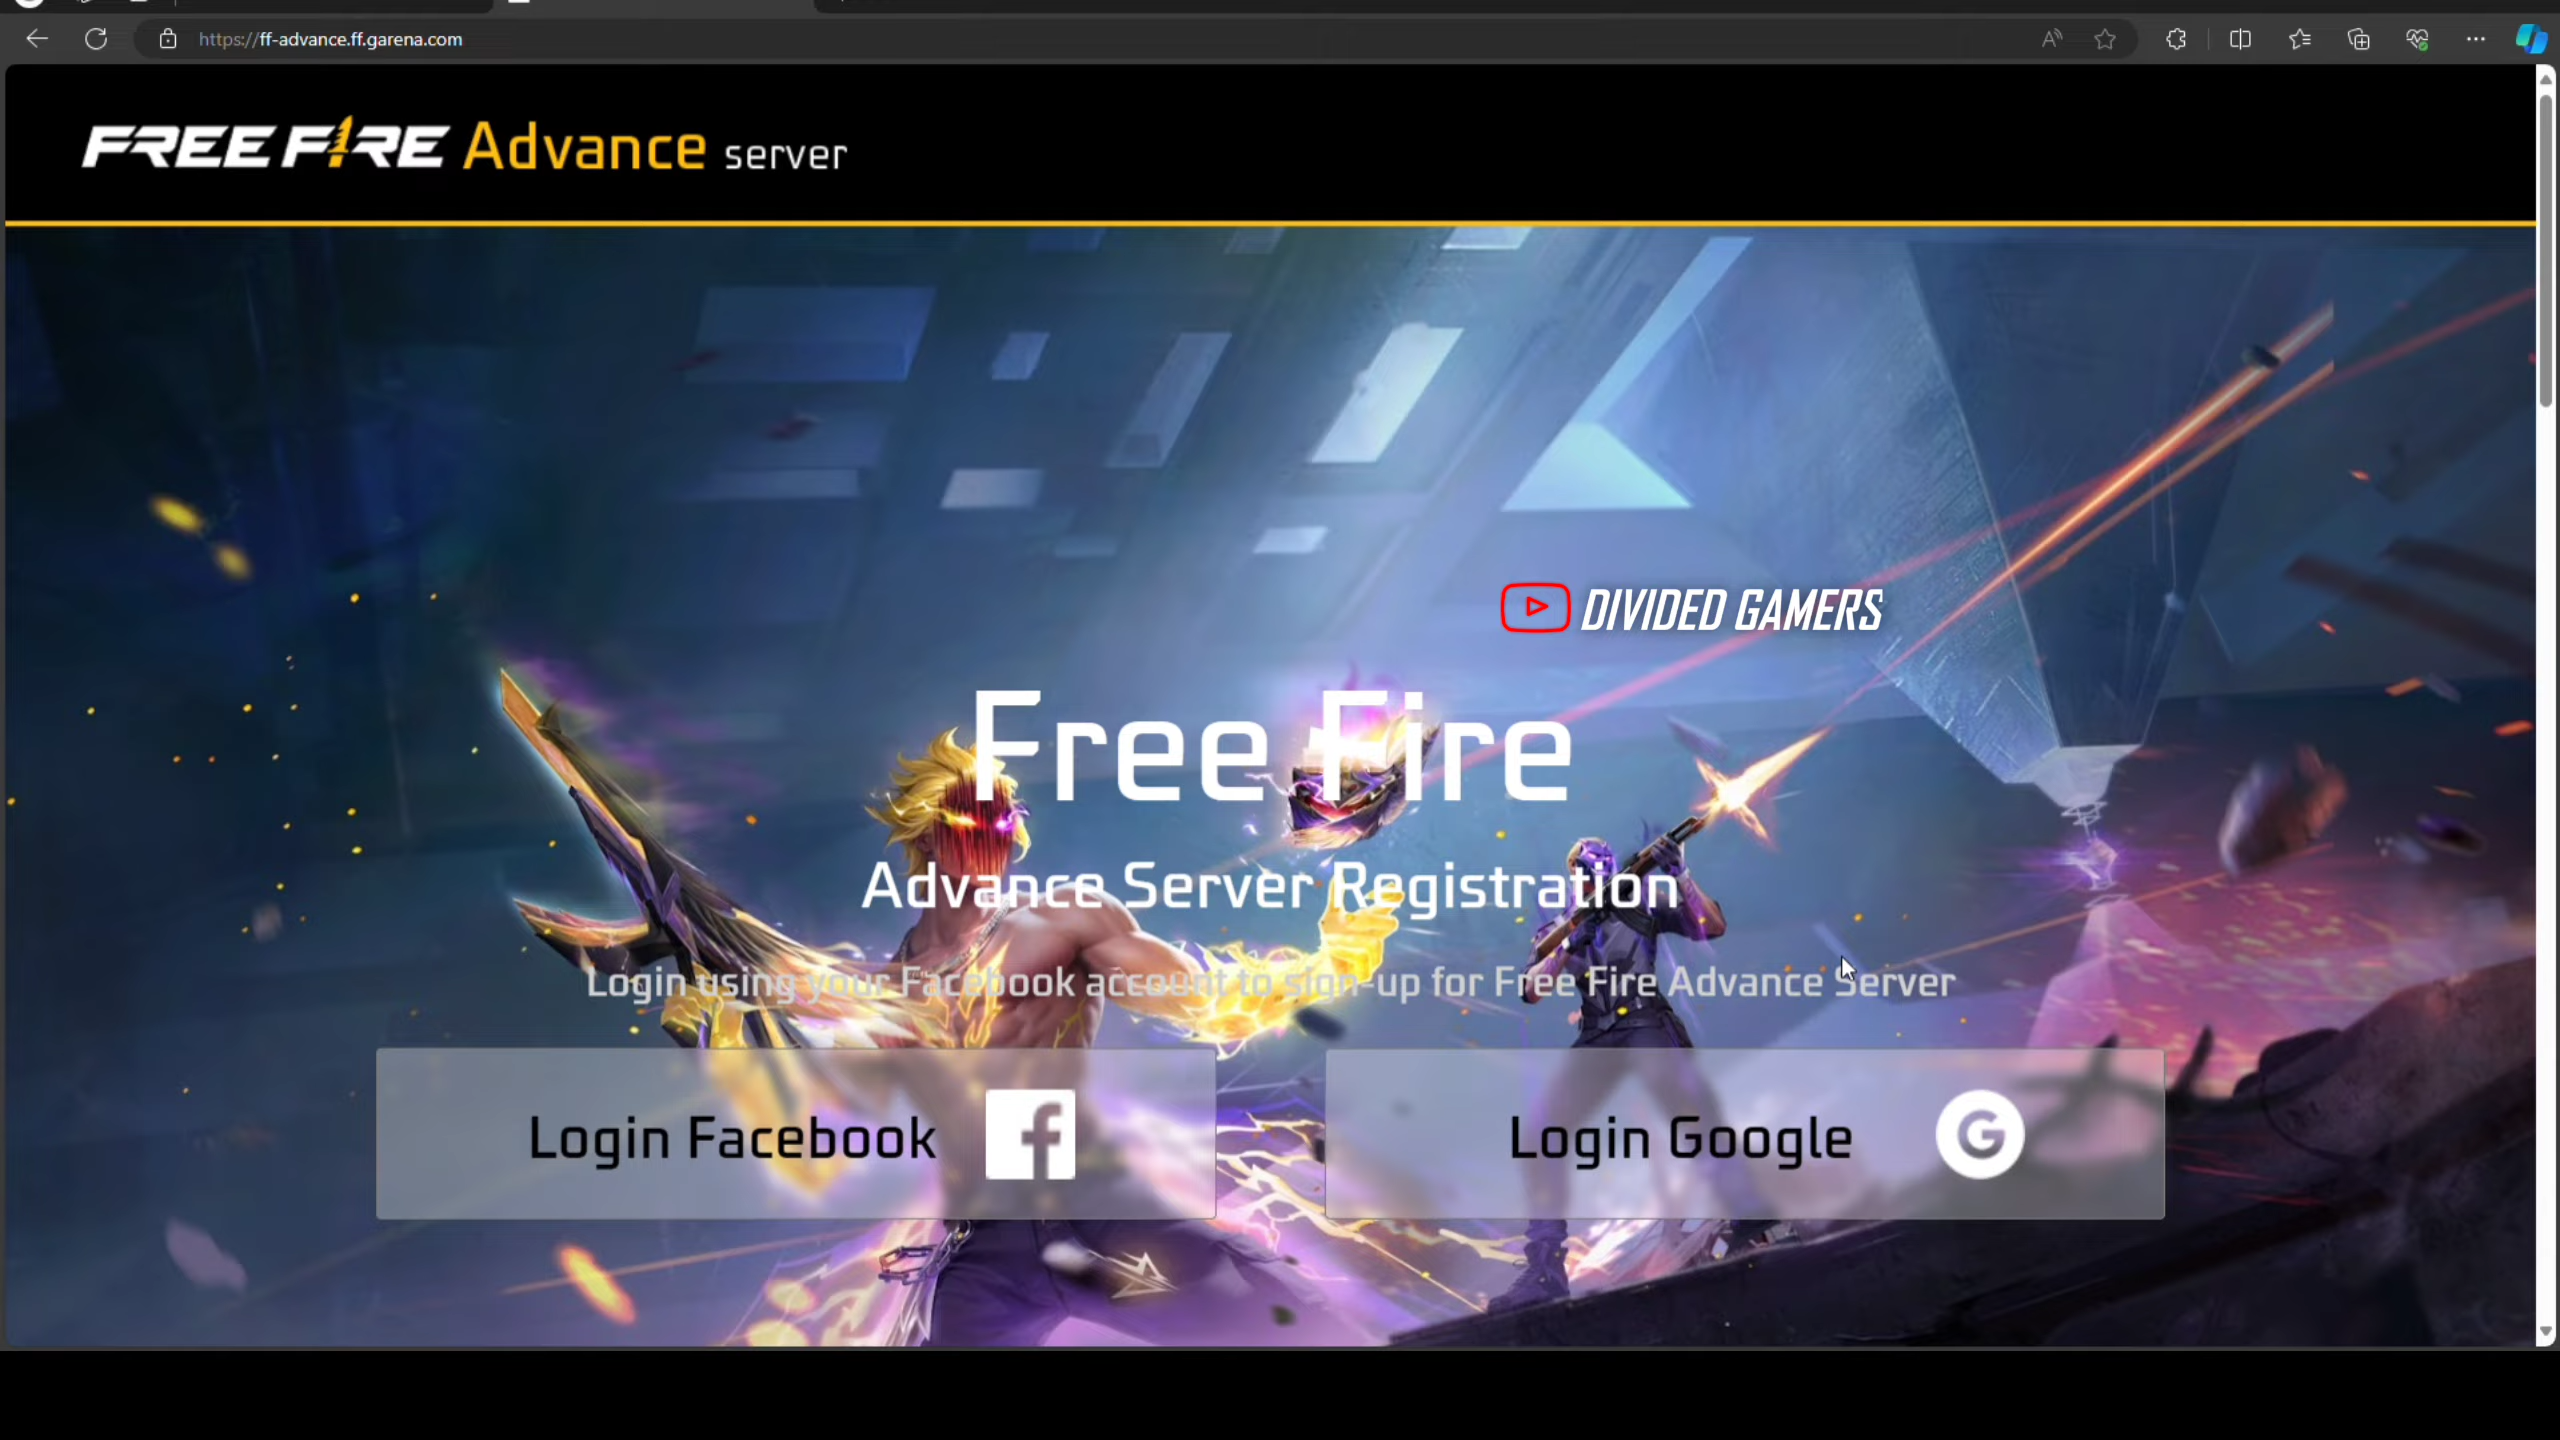 https://ff-advance.ff.garena.com
FREE FIRE Advance server
DIVIDED GAMERS
Free Fire
Advance Server Registration
Login using your Facebook account to sign-up for Free Fire Advance Server
Login Facebook
Login Google